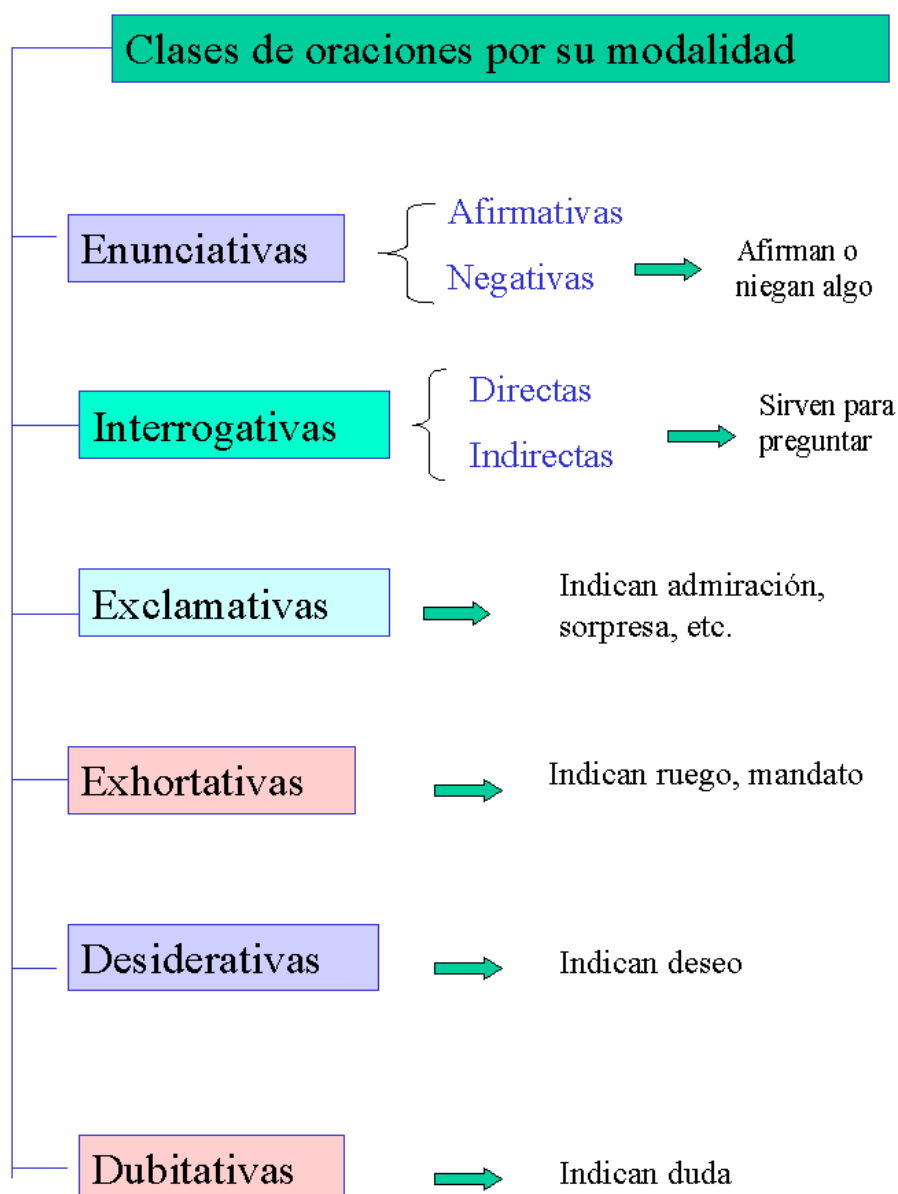 Clases de oraciones por su modalidad
Enunciativas
Afirmativas
Negativas
Afirman o
niegan algo
Interrogativas
Directas
Indirectas
Sirven para
preguntar
Exclamativas
Indican admiración,
sorpresa, etc.
Exhortativas
Indican ruego, mandato
Desiderativas
Indican deseo
Dubitativas
Indican duda